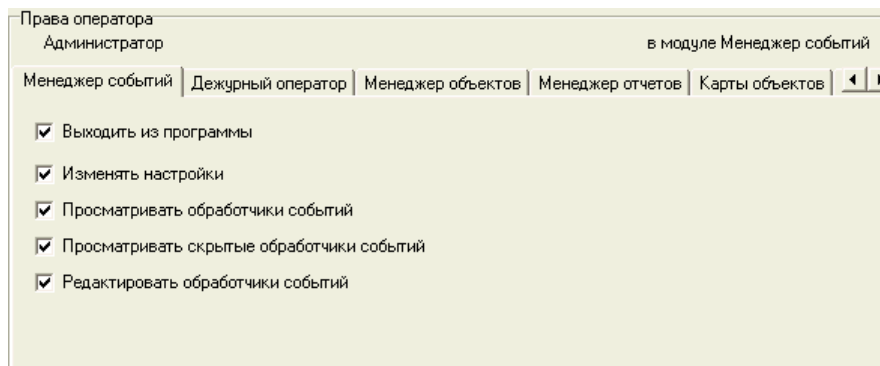 Права оператора
Администратор в модуле Менеджер событий
Менеджер событий Дежурный оператор Менеджер объектов Менеджер отчетов Карты объектов
Выходить из программы
Изменять настройки
Просматривать обработчики событий
Просматривать скрытые обработчики событий
Редактировать обработчики событий